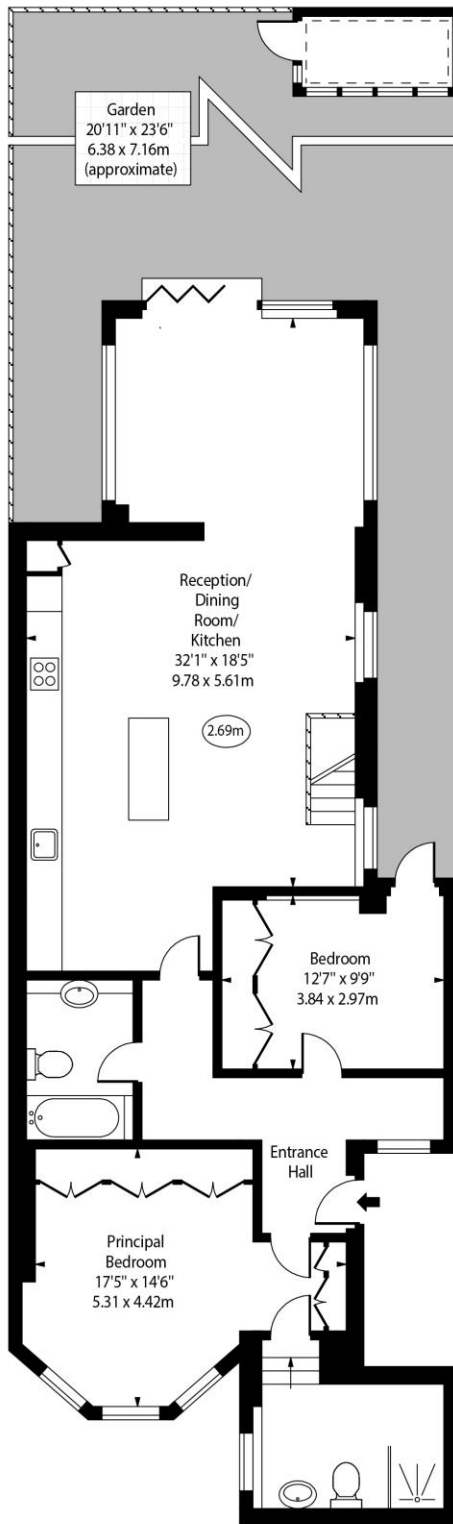 Garden
20'11" x 23'6"
6.38 x 7.16m
(approximate)
Reception/
Dining
Room/
Kitchen
32'1" x 18'5"
9.78 x 5.61m
2.69m
Bedroom
12'7" x 9'9"
3.84 x 2.97m
Entrance
Hall
Principal
Bedroom
17'5" x 14'6"
5.31 x 4.42m